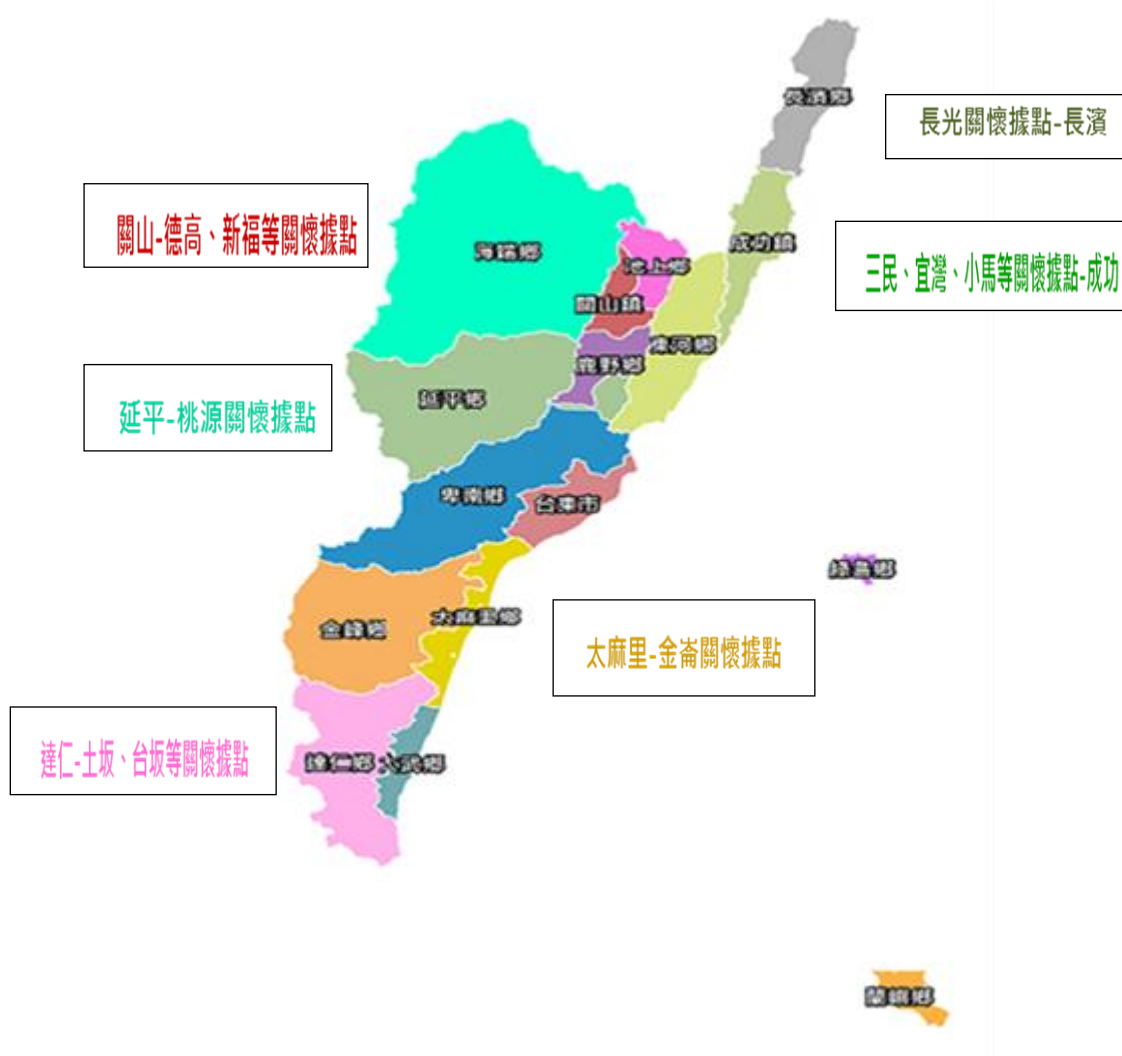 長濱鄉
長光關懷據點-長濱
關山-德高、新福等關懷據點
海端鄉
池上鄉
成功鎮
三民、宜灣、小馬等關懷據點-成功
關山鎮
東河鄉
鹿野鄉
延平鄉
延平-桃源關懷據點
卑南鄉
台東市
綠島鄉
金峰鄉
太麻里鄉
太麻里-金崙關懷據點
達仁-土坂、台坂等關懷據點
達仁鄉
大武鄉
蘭嶼鄉